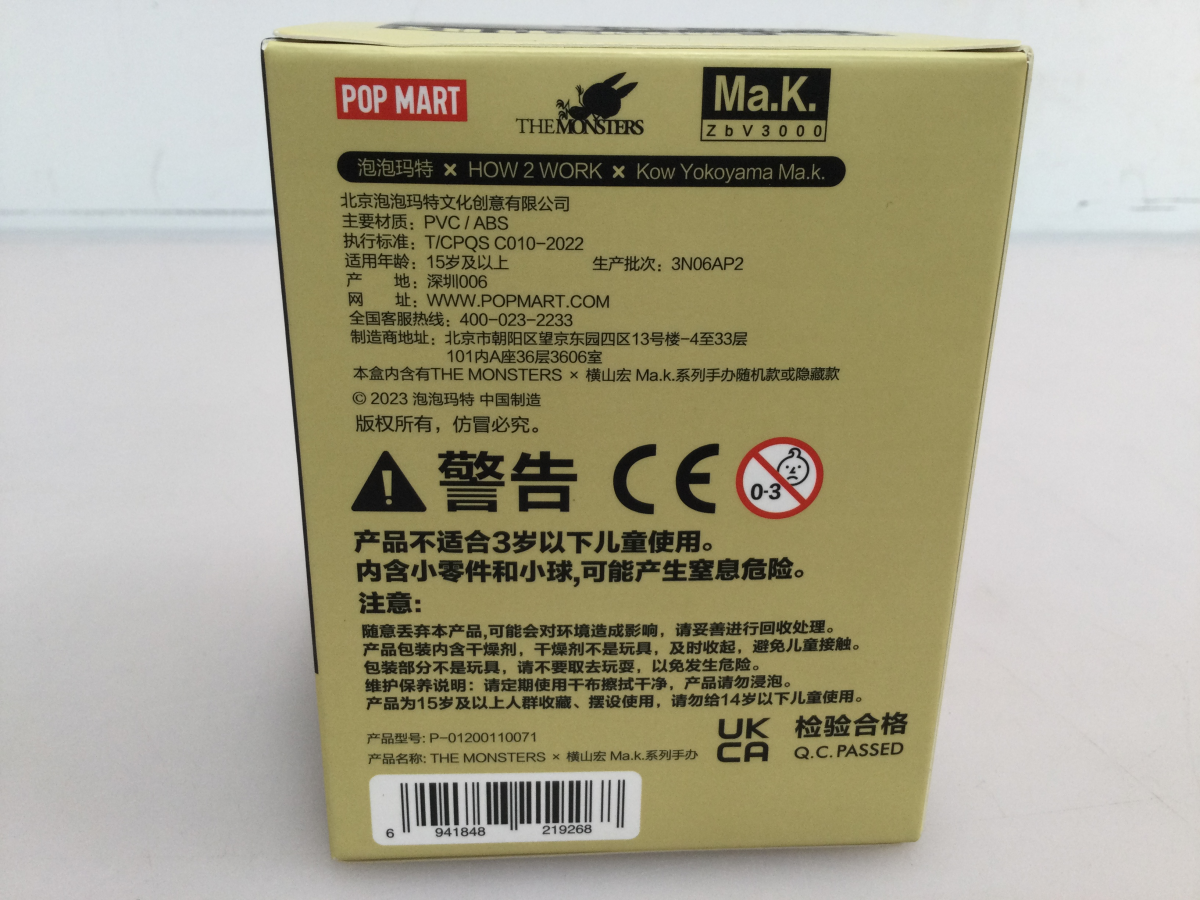 POP MART
THE MONSTERS
Ma.K.
ZbV3000
泡泡玛特 × HOW 2 WORK × Kow Yokoyama Ma.k.
北京泡泡玛特文化创意有限公司
主要材质：PVC / ABS
执行标准：T/CPQS C010-2022
适用年龄：15岁及以上 生产批次：3N06AP2
产 地：深圳006
网 址：WWW.POPMART.COM
全国客服热线：400-023-2233
制造商地址：北京市朝阳区望京东园四区13号楼-4至33层
101内A座36层3606室
本盒内含有THE MONSTERS × 横山宏 Ma.k.系列手办随机款或隐藏款
© 2023 泡泡玛特 中国制造
版权所有，仿冒必究。
! 警告 CE 0-3
产品不适合3岁以下儿童使用。
内含小零件和小球,可能产生窒息危险。
注意:
随意丢弃本产品,可能会对环境造成影响，请妥善进行回收处理。
产品包装内含干燥剂，干燥剂不是玩具，及时收起，避免儿童接触。
包装部分不是玩具，请不要取去玩耍，以免发生危险。
维护保养说明：请定期使用干布擦拭干净，产品请勿浸泡。
产品为15岁及以上人群收藏、摆设使用，请勿给14岁以下儿童使用。
产品型号: P-01200110071
产品名称: THE MONSTERS × 横山宏 Ma.k.系列手办
UK
CA
检验合格
Q.C. PASSED
6 941848 219268